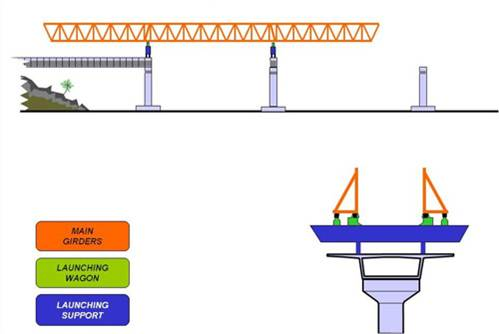 MAIN
GIRDERS
LAUNCHING
WAGON
LAUNCHING
SUPPORT